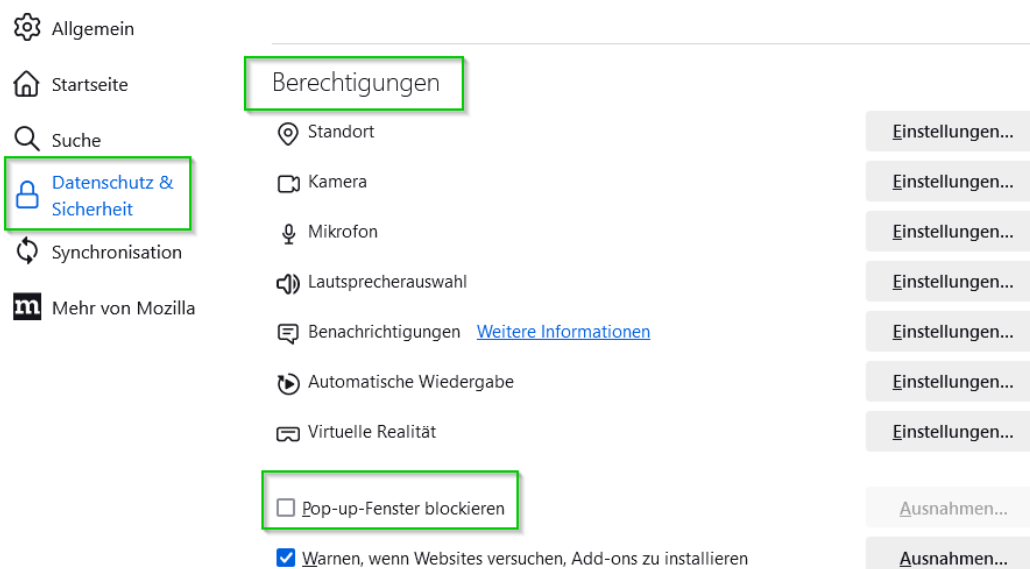 Allgemein
Startseite
Suche
Datenschutz &
Sicherheit
Synchronisation
m Mehr von Mozilla
Berechtigungen
Standort Einstellungen...
Kamera Einstellungen...
Mikrofon Einstellungen...
Lautsprecherauswahl Einstellungen...
Benachrichtigungen Weitere Informationen Einstellungen...
Automatische Wiedergabe Einstellungen...
Virtuelle Realität Einstellungen...
Pop-up-Fenster blockieren Ausnahmen...
Warnen, wenn Websites versuchen, Add-ons zu installieren Ausnahmen...